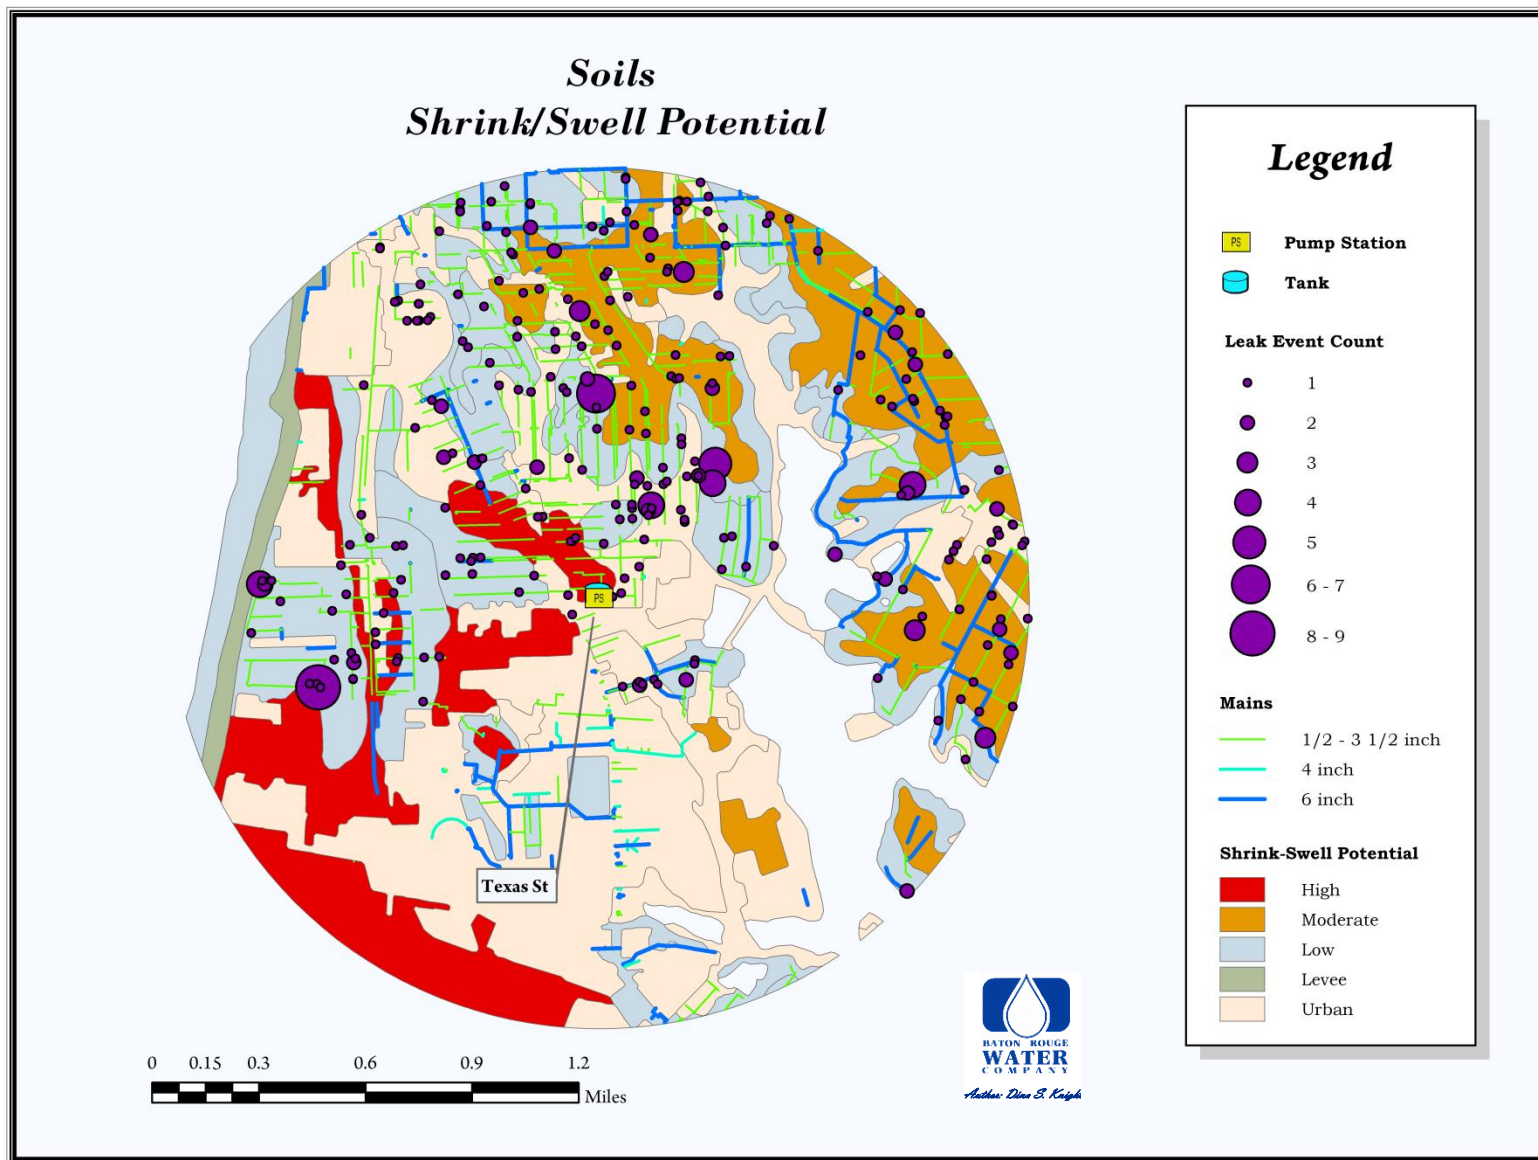 Soils
Shrink/Swell Potential
Legend
PS Pump Station
Tank
Leak Event Count
1
2
3
4
5
6 - 7
8 - 9
Mains
1/2 - 3 1/2 inch
4 inch
6 inch
Shrink-Swell Potential
High
Moderate
Low
Levee
Urban
PS
Texas St
0 0.15 0.3 0.6 0.9 1.2
Miles
BATON ROUGE
WATER
COMPANY
Author: Dina S.